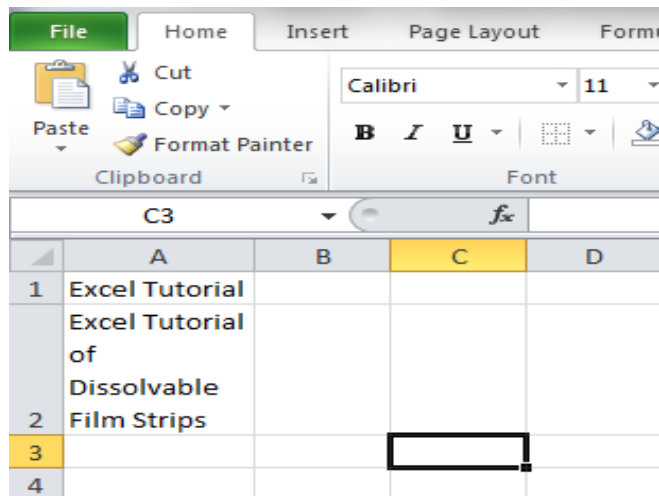 File Home Insert Page Layout
Cut
Calibri 11
Copy
Paste
B I U
Format Painter
Clipboard Font
C3 fx
A B C D
1 Excel Tutorial
Excel Tutorial
of
Dissolvable
2 Film Strips
3
4